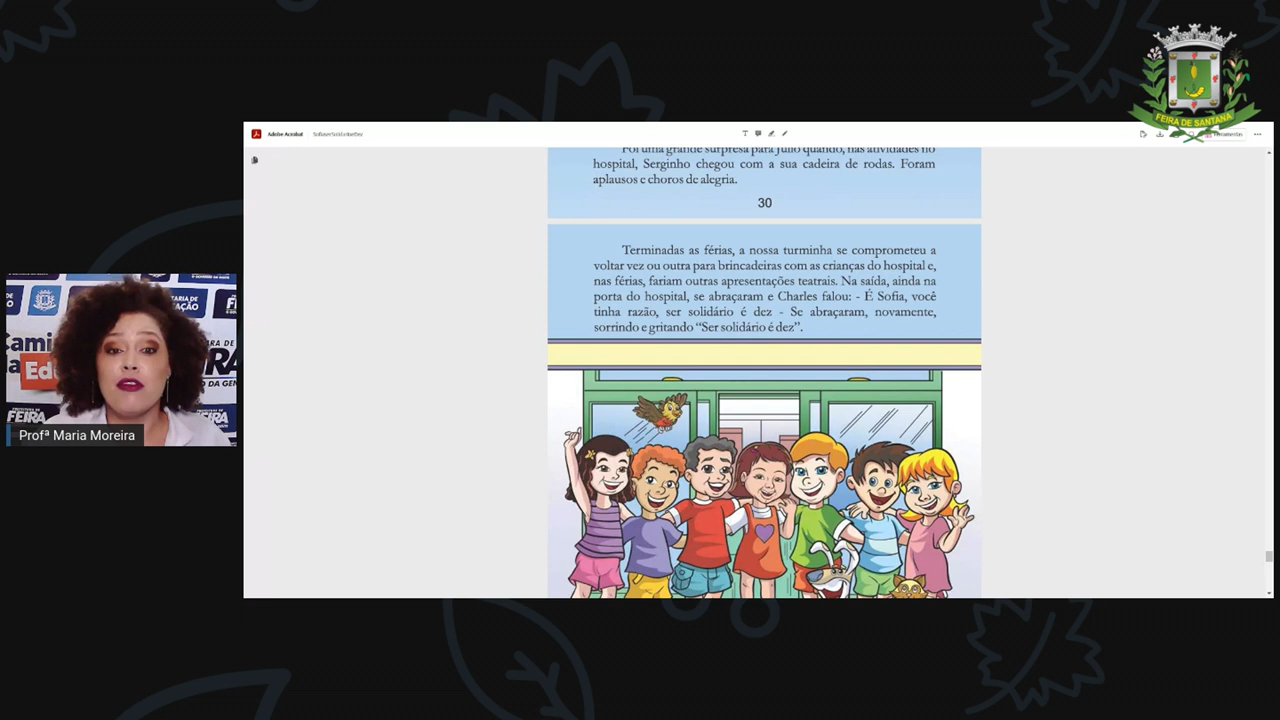 FEIRA DE SANTANA
Adobe Acrobat
Ferramentas
Foi uma grande surpresa para Júlio quando, nas atividades no
hospital, Serginho chegou com a sua cadeira de rodas. Foram
aplausos e choros de alegria.
30
Terminadas as férias, a nossa turminha se comprometeu a
voltar vez ou outra para brincadeiras com as crianças do hospital e,
nas férias, fariam outras apresentações teatrais. Na saída, ainda na
porta do hospital, se abraçaram e Charles falou: - É Sofia, você
tinha razão, ser solidário é dez - Se abraçaram, novamente,
sorrindo e gritando “Ser solidário é dez”.
FEIRA
Profª Maria Moreira